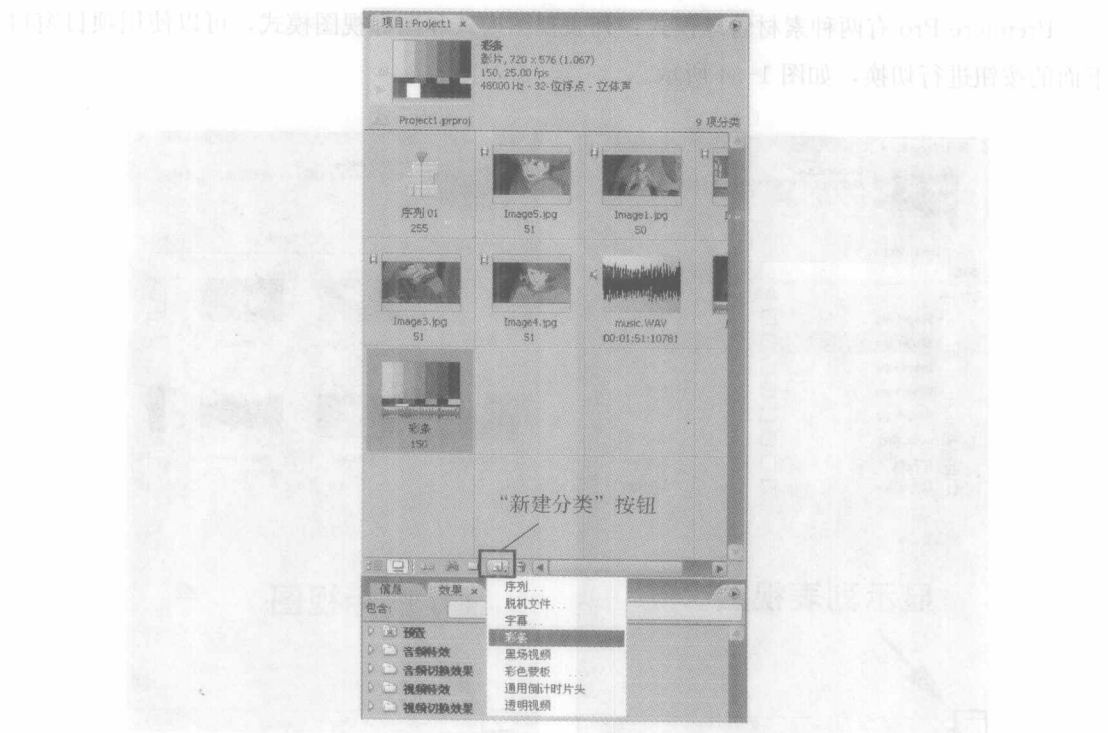 项目: Project1 ×
彩条
影片, 720 x 576 (1.067)
150, 25.00 fps
48000 Hz - 32-位浮点 - 立体声
Project1.prproj
9 项分类
序列 01
255
Image5.jpg
51
Image1.jpg
50
Image3.jpg
51
Image4.jpg
51
music.WAV
00:01:51:10781
彩条
150
“新建分类”按钮
信息
效果 ×
包含:
预置
音频特效
音频切换效果
视频特效
视频切换效果
序列...
脱机文件...
字幕...
彩条
黑场视频
彩色蒙板
通用倒计时片头
透明视频